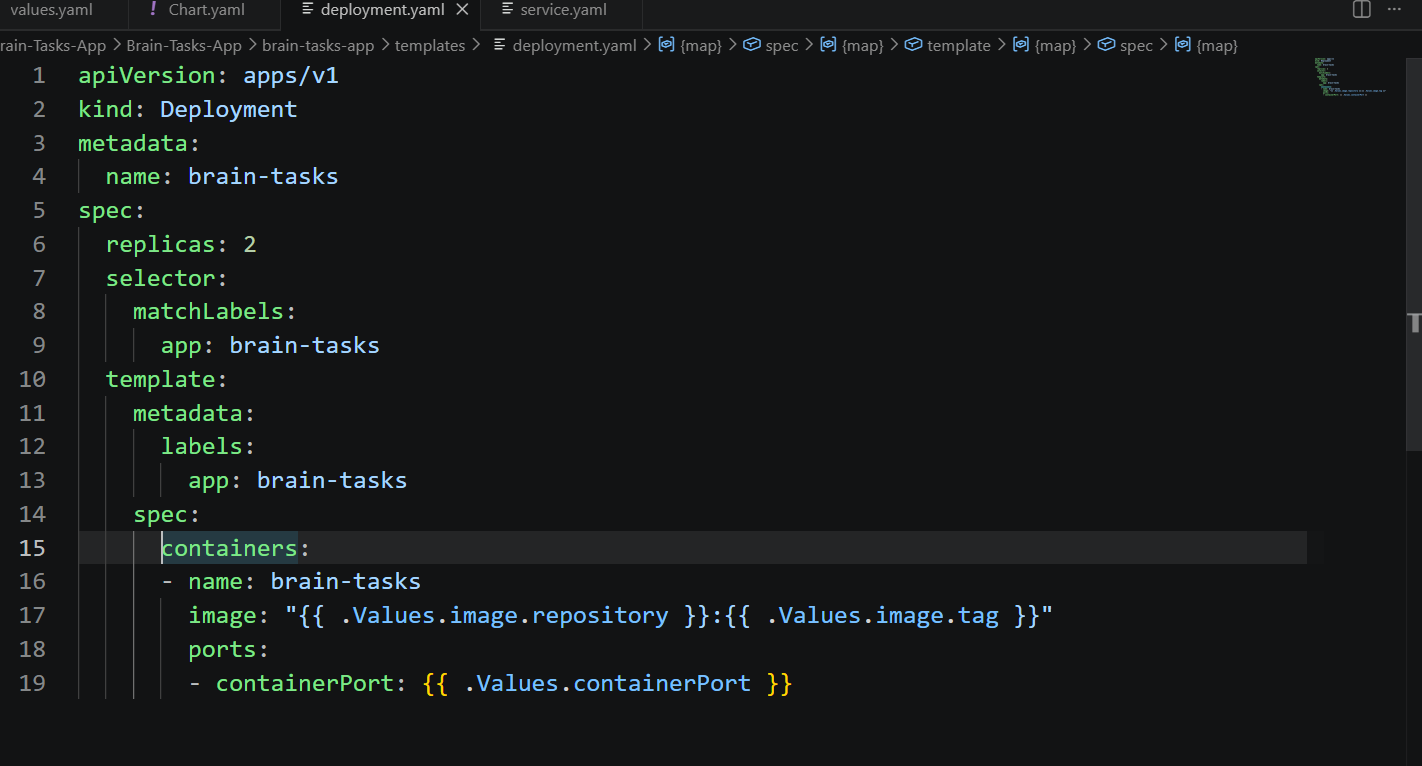 values.yaml ! Chart.yaml deployment.yaml service.yaml
rain-Tasks-App > Brain-Tasks-App > brain-tasks-app > templates > deployment.yaml > {map} > spec > {map} > template > {map} > spec > {map}
1 apiVersion: apps/v1
2 kind: Deployment
3 metadata:
4   name: brain-tasks
5 spec:
6   replicas: 2
7   selector:
8     matchLabels:
9       app: brain-tasks
10   template:
11     metadata:
12       labels:
13         app: brain-tasks
14     spec:
15       containers:
16       - name: brain-tasks
17         image: "{{ .Values.image.repository }}:{{ .Values.image.tag }}"
18         ports:
19         - containerPort: {{ .Values.containerPort }}